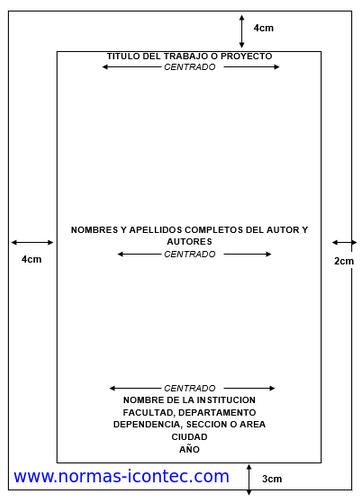 4cm
TITULO DEL TRABAJO O PROYECTO
CENTRADO
NOMBRES Y APELLIDOS COMPLETOS DEL AUTOR Y
AUTORES
CENTRADO
4cm
2cm
CENTRADO
NOMBRE DE LA INSTITUCION
FACULTAD, DEPARTAMENTO
DEPENDENCIA, SECCION O AREA
CIUDAD
AÑO
www.normas-icontec.com
3cm